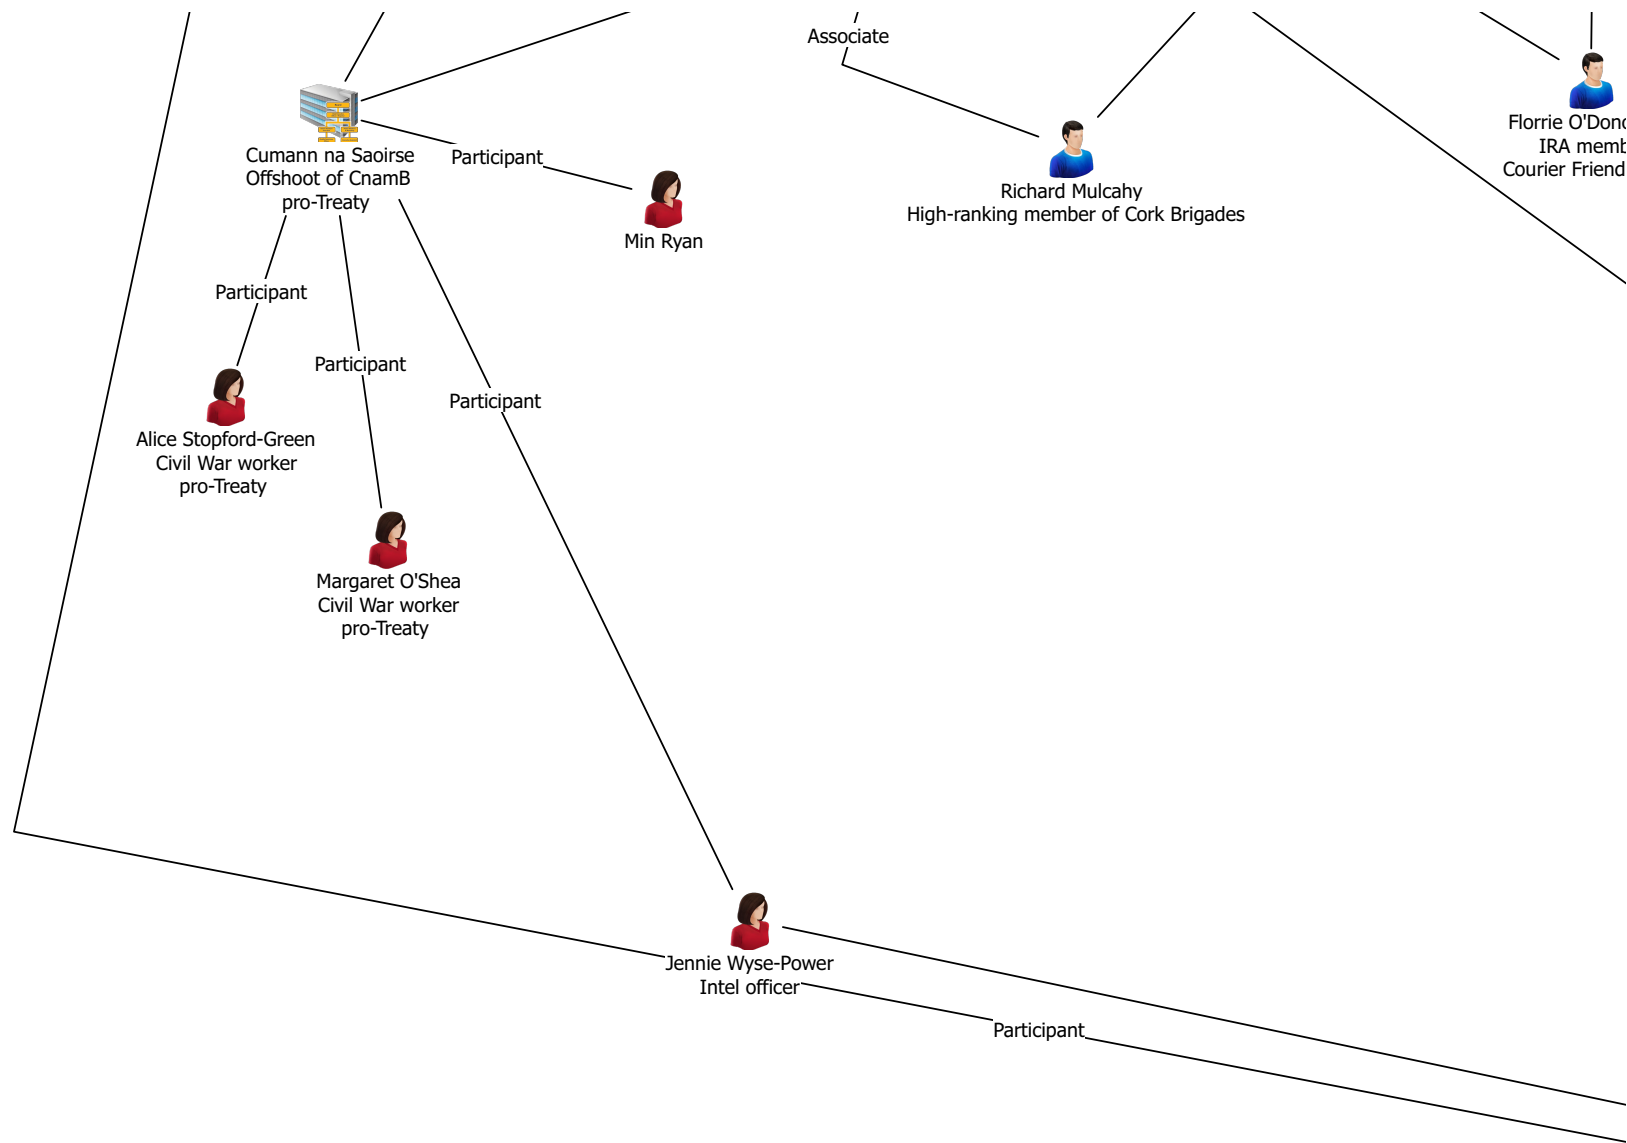 Associate
Florrie
IRA
Courier Friend
Cumann na Saoirse
Offshoot of CnamB
pro-Treaty
Participant
Min Ryan
Richard Mulcahy
High-ranking member of Cork Brigades
Participant
Participant
Participant
Alice Stopford-Green
Civil War worker
pro-Treaty
Margaret O'Shea
Civil War worker
pro-Treaty
Jennie Wyse-Power
Intel officer
Participant